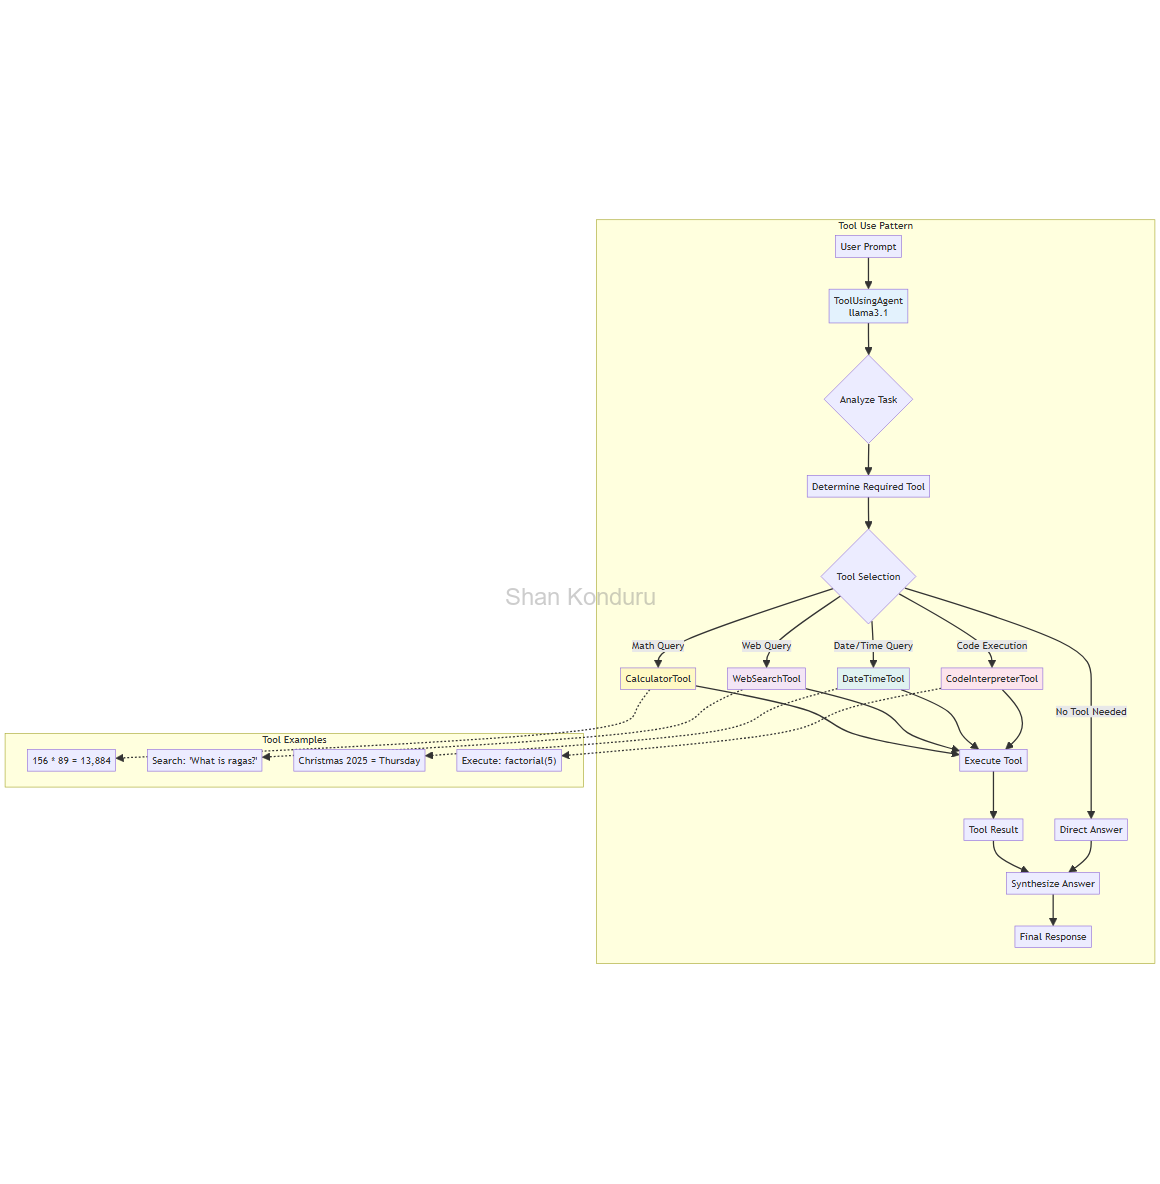 Tool Use Pattern
User Prompt
ToolUsingAgent
llama3.1
Analyze Task
Determine Required Tool
Tool Selection
Shan Konduru
Math Query
Web Query
Date/Time Query
Code Execution
CalculatorTool
WebSearchTool
DateTimeTool
CodeInterpreterTool
No Tool Needed
Tool Examples
156 * 89 = 13,884
Search: 'What is ragas?'
Christmas 2025 = Thursday
Execute: factorial(5)
Execute Tool
Tool Result
Direct Answer
Synthesize Answer
Final Response